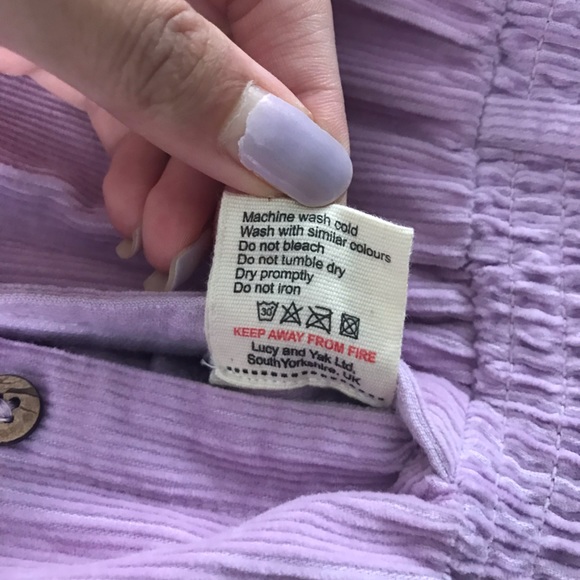 Machine wash cold
Wash with similar colours
Do not bleach
Do not tumble dry
Dry promptly
Do not iron
30
KEEP AWAY FROM FIRE
Lucy and Yak Ltd,
South Yorkshire, UK